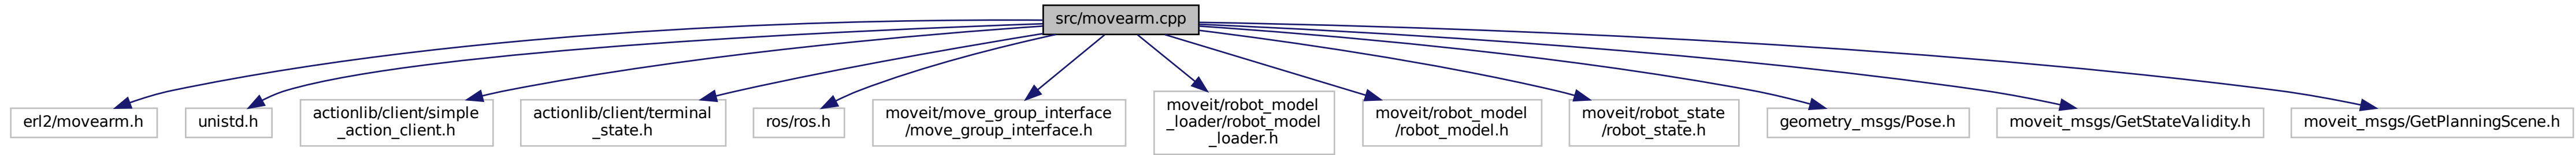 src/movearm.cpp
erl2/movearm.h
unistd.h
actionlib/client/simple
_action_client.h
actionlib/client/terminal
_state.h
ros/ros.h
moveit/move_group_interface
/move_group_interface.h
moveit/robot_model
_loader/robot_model
_loader.h
moveit/robot_model
/robot_model.h
moveit/robot_state
/robot_state.h
geometry_msgs/Pose.h
moveit_msgs/GetStateValidity.h
moveit_msgs/GetPlanningScene.h